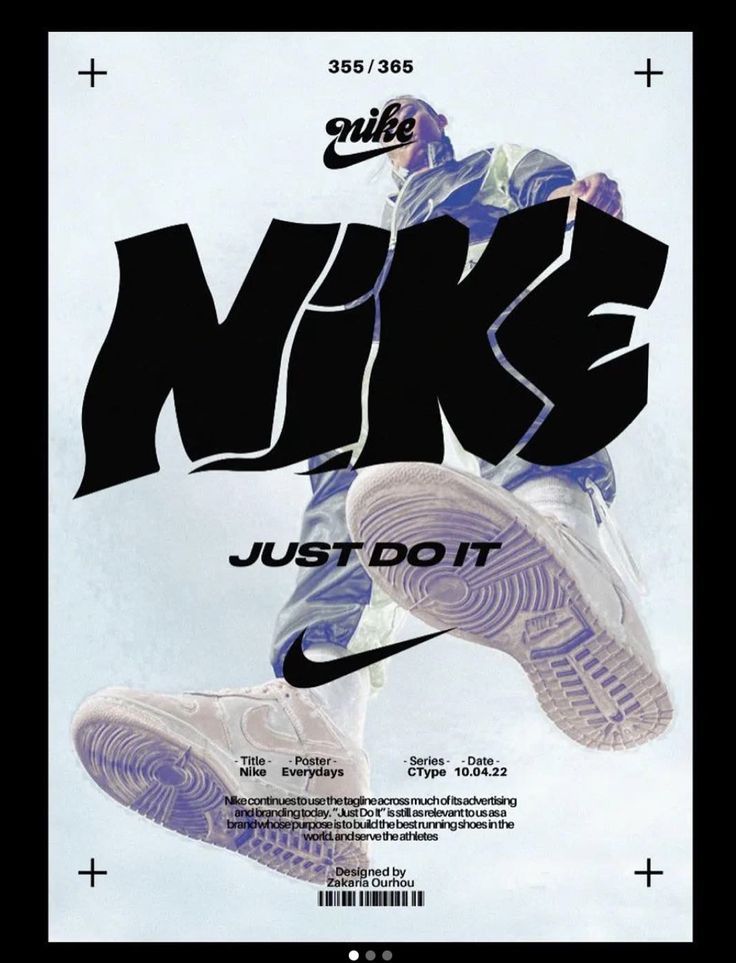 355 / 365
nike
NIKE
JUST DO IT
- Title - - Poster - - Series - - Date -
Nike Everydays CType 10.04.22
Nike continues to use the tagline across much of its advertising
and branding today. “Just Do It” is still as relevant to us as a
brand whose purpose is to build the best running shoes in the
world. and serve the athletes
Designed by
Zakaria Ourhou